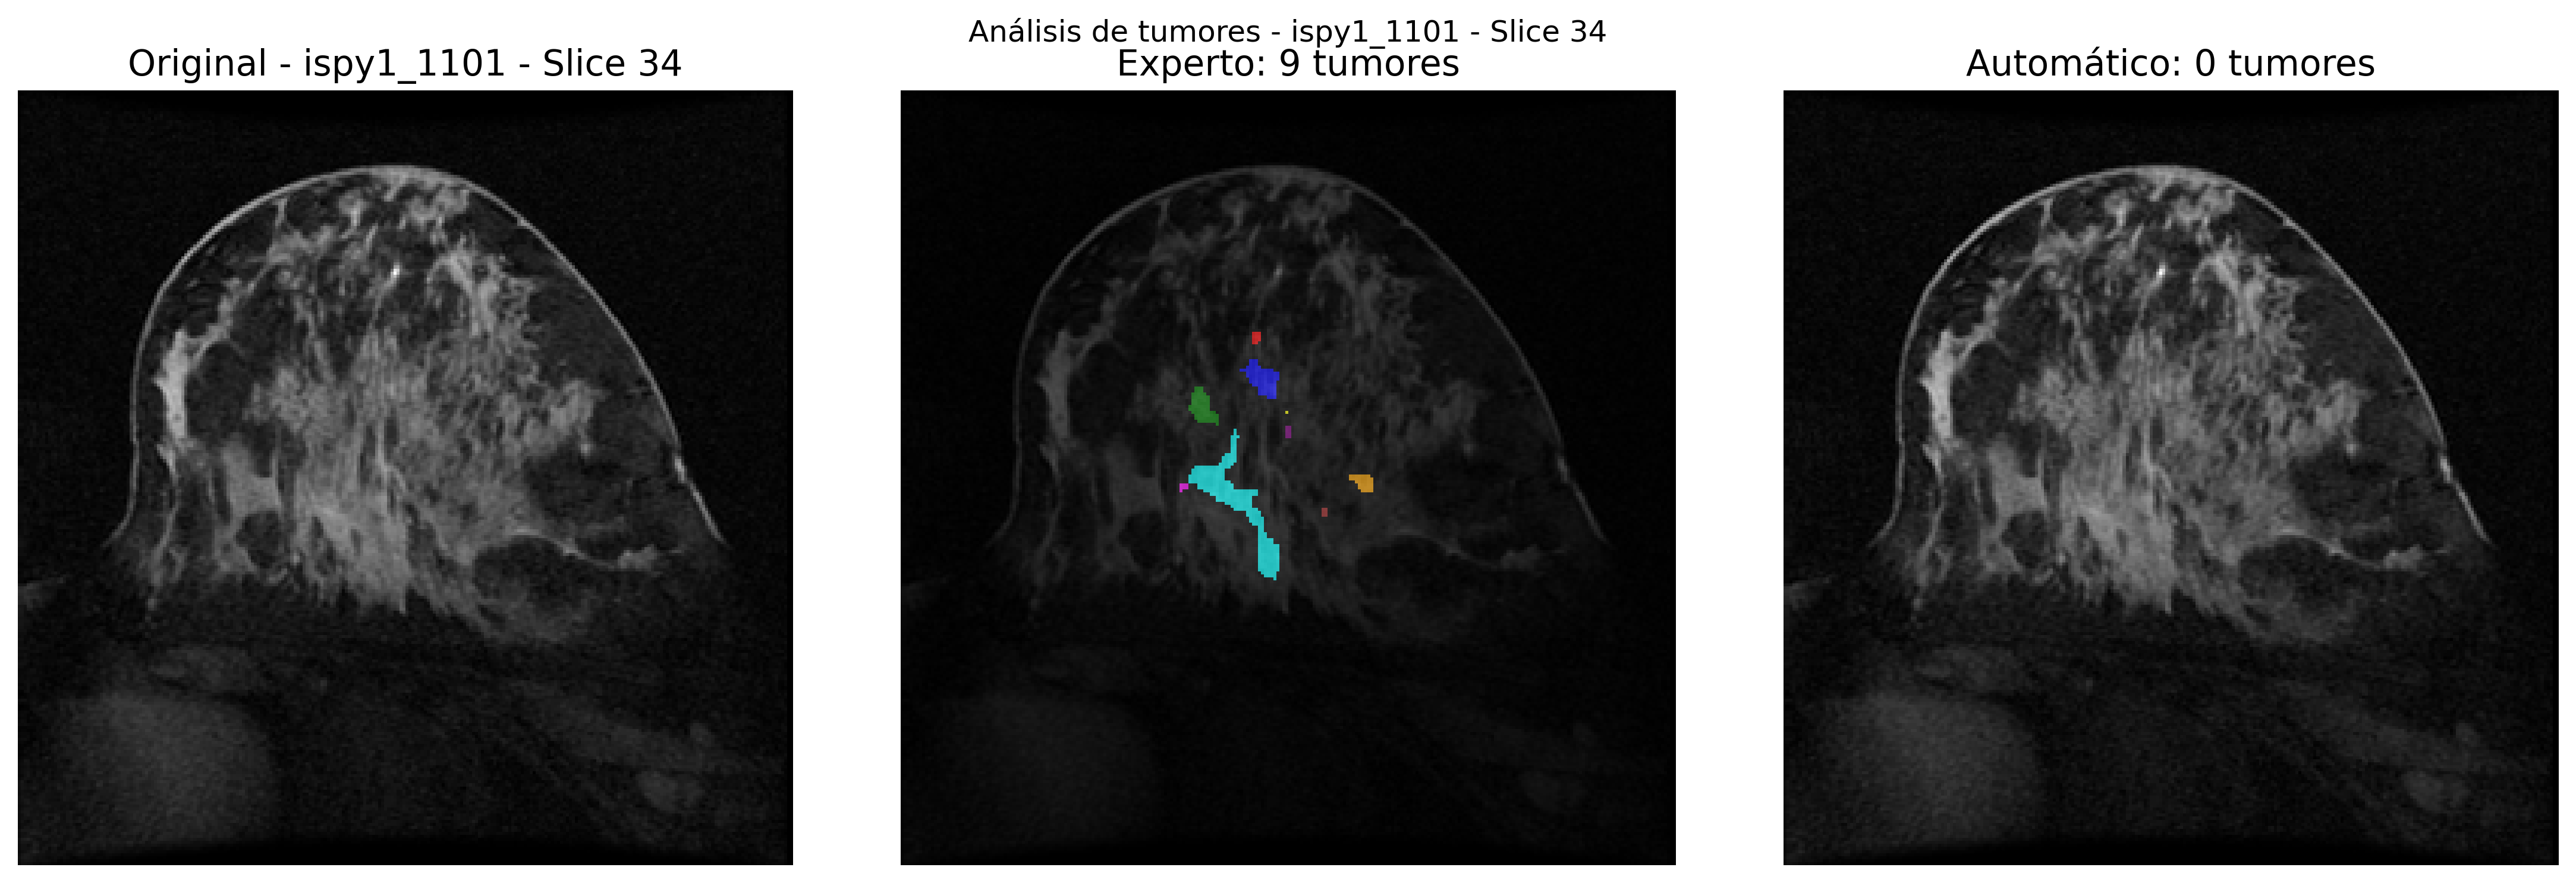 Análisis de tumores - ispy1_1101 - Slice 34
Original - ispy1_1101 - Slice 34
Experto: 9 tumores
Automático: 0 tumores